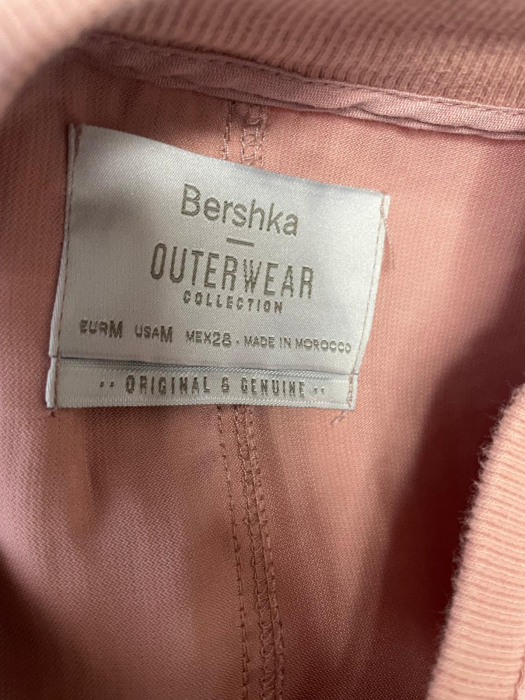 Bershka
OUTERWEAR
COLLECTION
EURM USAM MEX28 • MADE IN MOROCCO
•• ORIGINAL & GENUINE ••